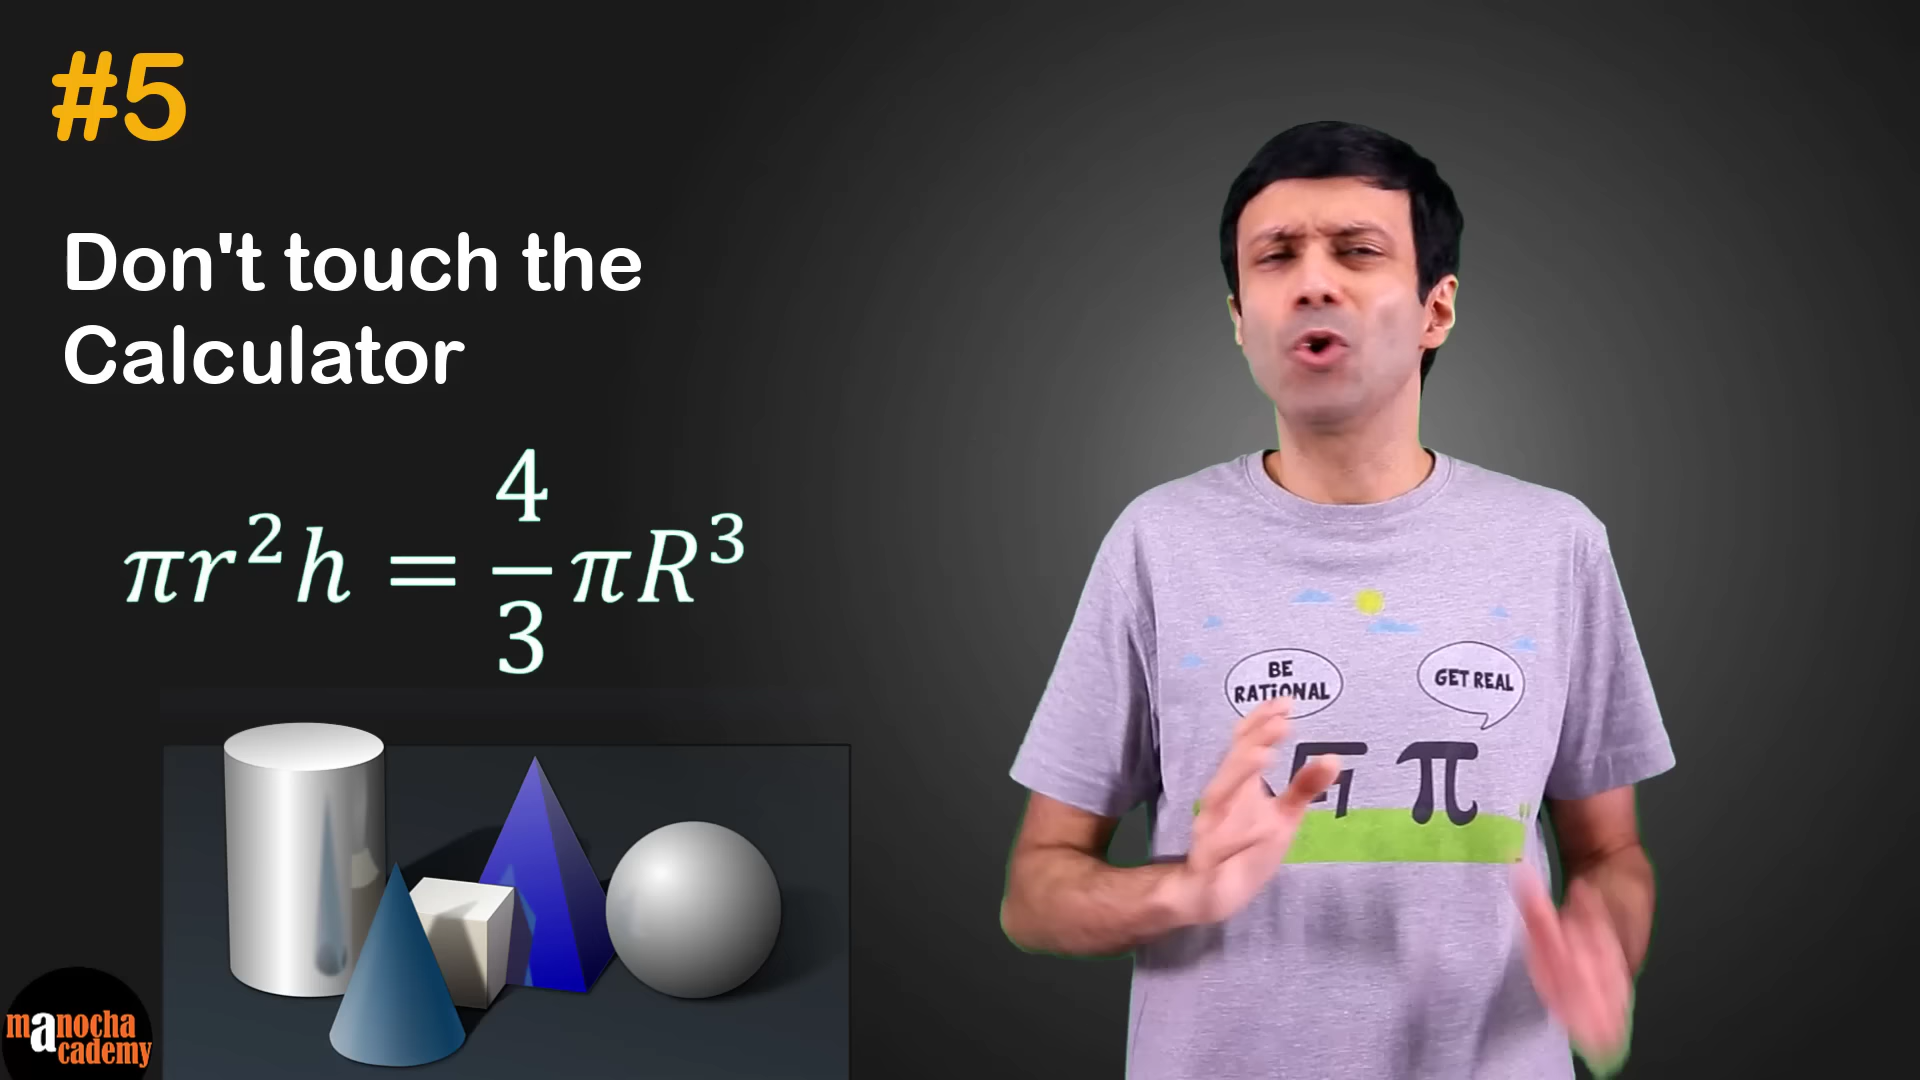 #5
Don't touch the
Calculator
πr²h = 4/3 πR³
BE
RATIONAL
GET REAL
π
manocha
academy